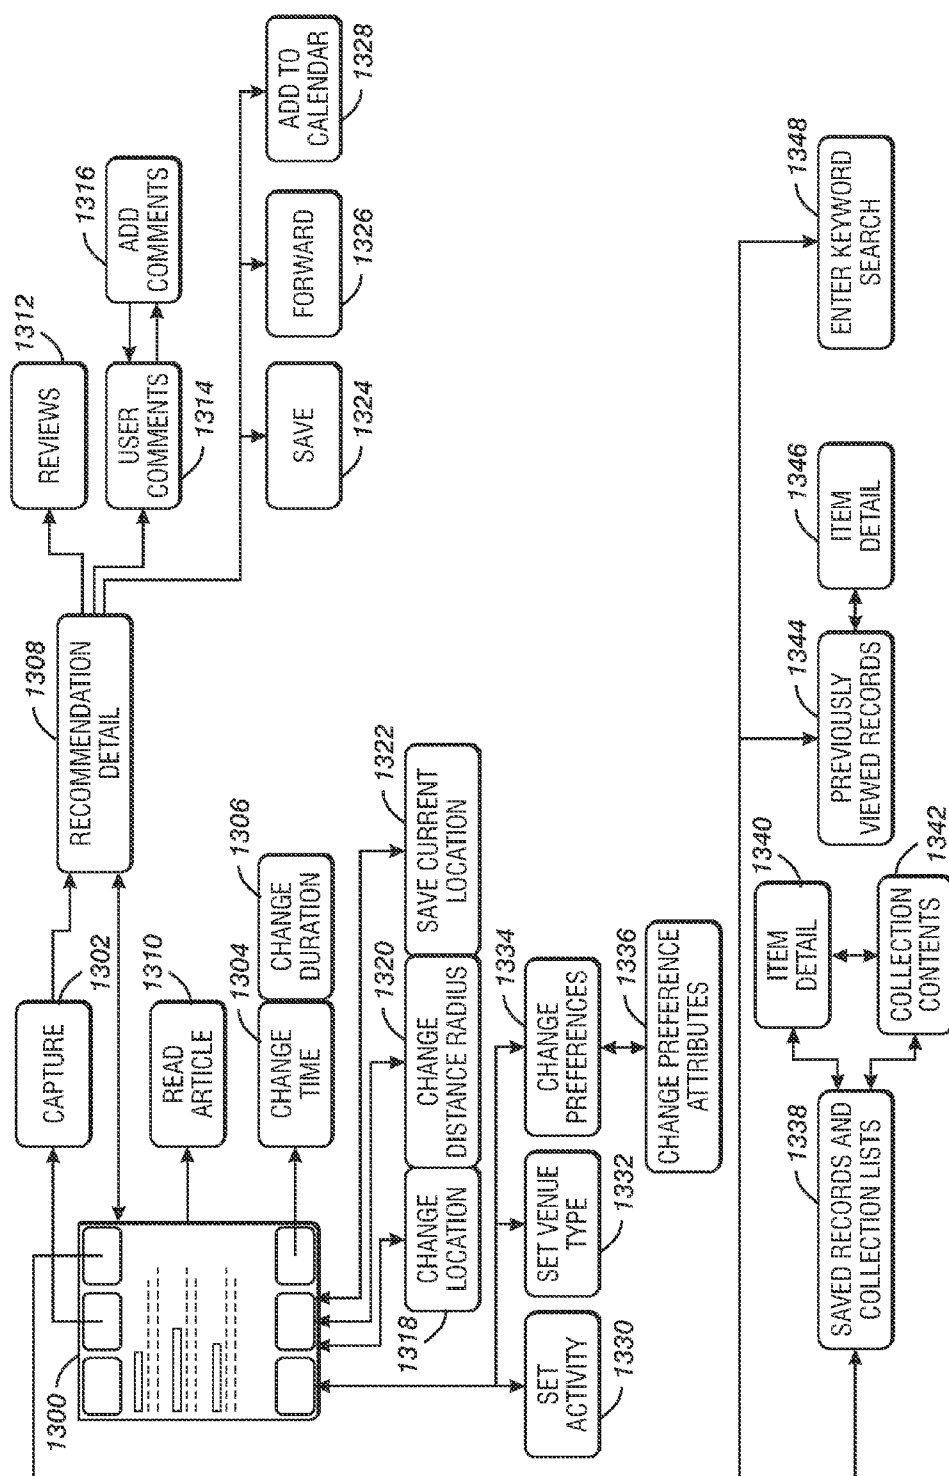 1300
CAPTURE
1302
READ
ARTICLE
1310
CHANGE
TIME
1304
CHANGE
DURATION
1306
RECOMMENDATION
DETAIL
1308
REVIEWS
1312
USER
COMMENTS
1314
ADD
COMMENTS
1316
SAVE
1324
FORWARD
1326
ADD TO
CALENDAR
1328
CHANGE
LOCATION
1318
CHANGE
DISTANCE RADIUS
1320
SAVE CURRENT
LOCATION
1322
SET
ACTIVITY
1330
SET VENUE
TYPE
1332
CHANGE
PREFERENCES
1334
CHANGE PREFERENCE
ATTRIBUTES
1336
SAVED RECORDS AND
COLLECTION LISTS
1338
ITEM
DETAIL
1340
COLLECTION
CONTENTS
1342
PREVIOUSLY
VIEWED RECORDS
1344
ITEM
DETAIL
1346
ENTER KEYWORD
SEARCH
1348